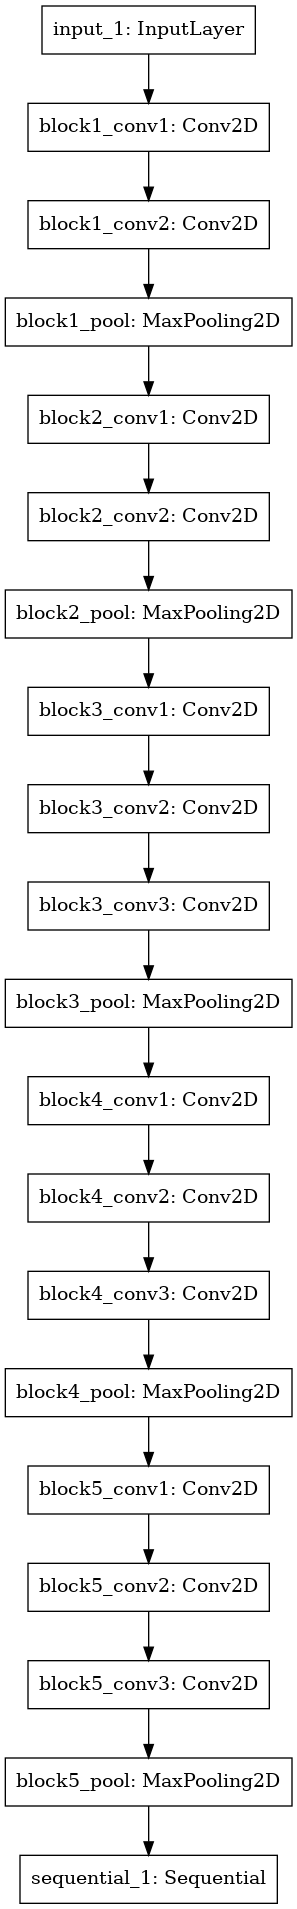 input_1: InputLayer
block1_conv1: Conv2D
block1_conv2: Conv2D
block1_pool: MaxPooling2D
block2_conv1: Conv2D
block2_conv2: Conv2D
block2_pool: MaxPooling2D
block3_conv1: Conv2D
block3_conv2: Conv2D
block3_conv3: Conv2D
block3_pool: MaxPooling2D
block4_conv1: Conv2D
block4_conv2: Conv2D
block4_conv3: Conv2D
block4_pool: MaxPooling2D
block5_conv1: Conv2D
block5_conv2: Conv2D
block5_conv3: Conv2D
block5_pool: MaxPooling2D
sequential_1: Sequential